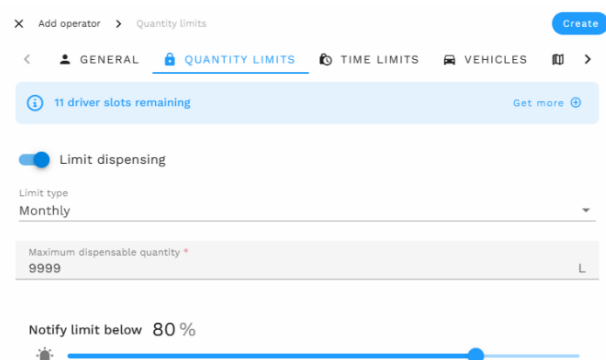 Add operator > Quantity limits
Create
GENERAL QUANTITY LIMITS TIME LIMITS VEHICLES
11 driver slots remaining Get more
Limit dispensing
Limit type
Monthly
Maximum dispensable quantity *
9999 L
Notify limit below 80 %